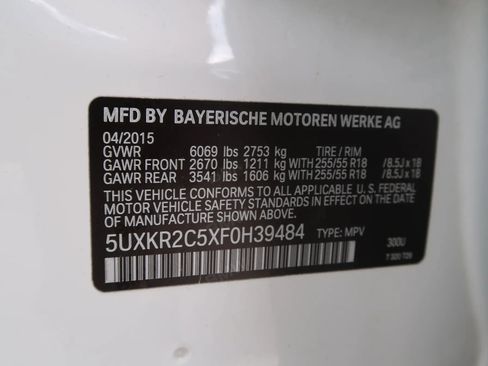 MFD BY BAYERISCHE MOTOREN WERKE AG
04/2015
GVWR 6069 lbs 2753 kg TIRE / RIM
GAWR FRONT 2670 lbs 1211 kg WITH 255/55 R18 /8.5J x 18
GAWR REAR 3541 lbs 1606 kg WITH 255/55 R18 /8.5J x 18
THIS VEHICLE CONFORMS TO ALL APPLICABLE U. S. FEDERAL
MOTOR VEHICLE SAFETY STANDARDS IN EFFECT ON THE DATE
OF MANUFACTURE SHOWN ABOVE.
5UXKR2C5XF0H39484 TYPE: MPV
300U